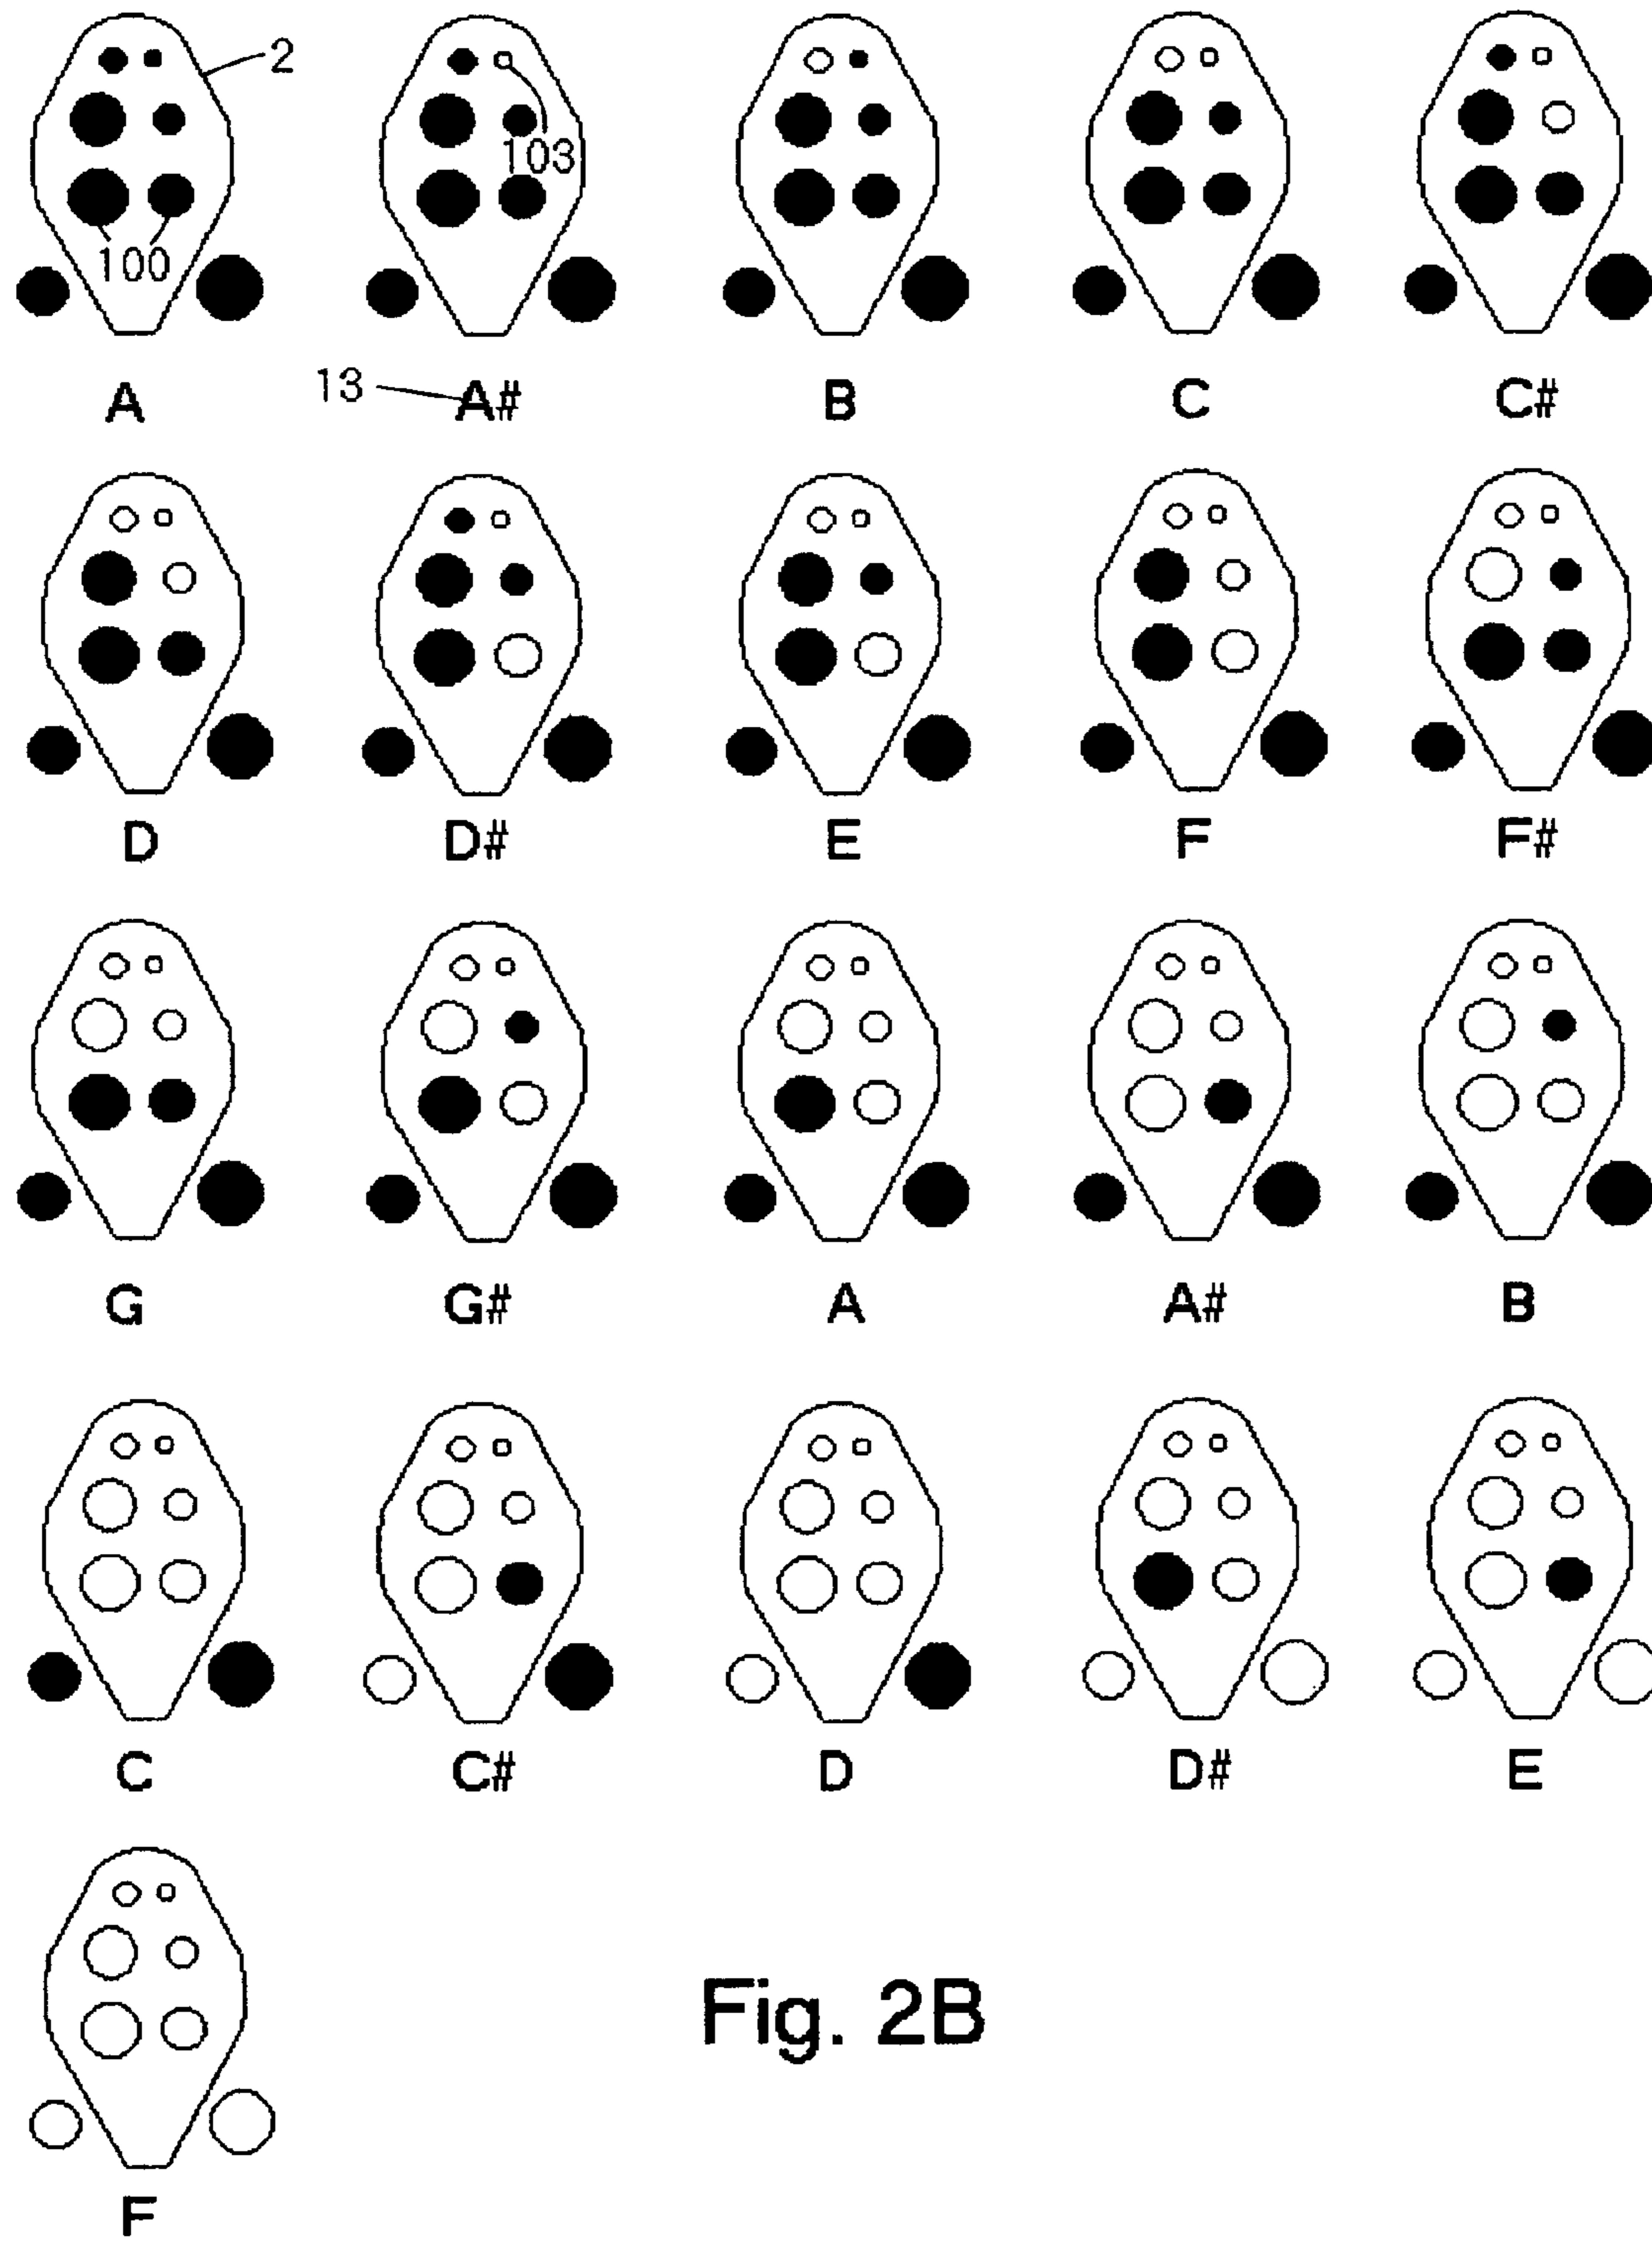 2
103
100
A 13 A# B C C#
D D# E F F#
G G# A A# B
C C# D D# E
Fig. 2B
F